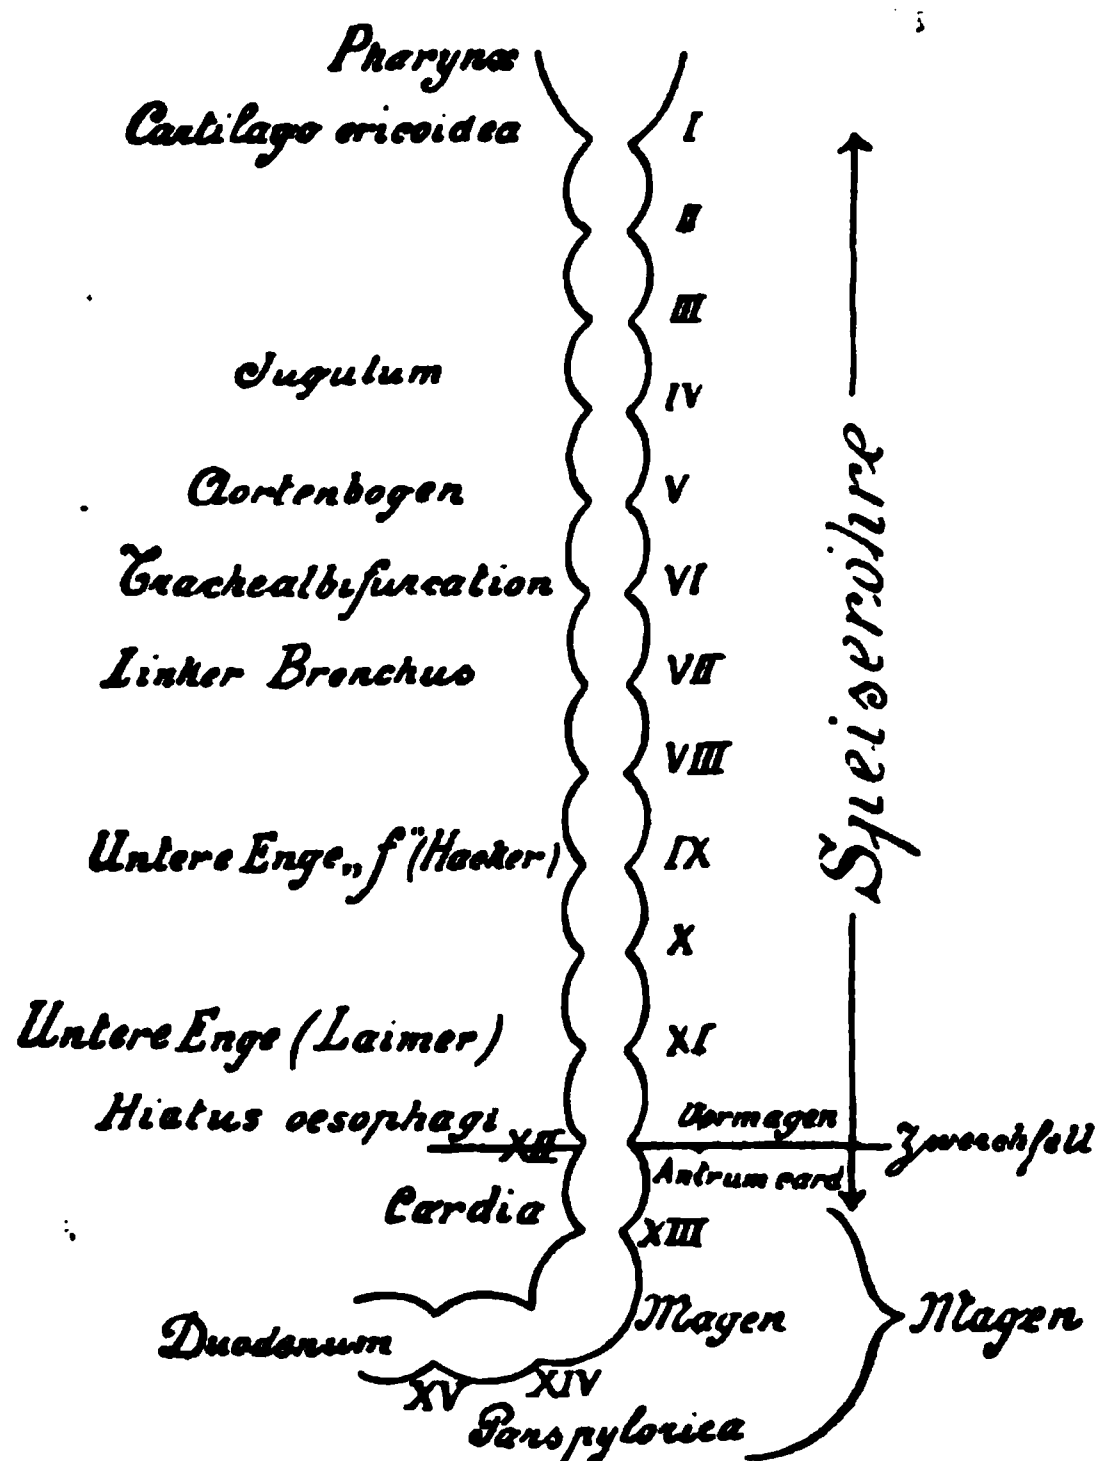 Pharynx
Cartilago cricoidea I
II
III
Jugulum IV
Aortenbogen V
Trachealbifurcation VI
Linker Bronchus VII
VIII
Untere Enge „f" (Hacker) IX
X
Untere Enge (Laimer) XI
Hiatus oesophagi XII
Vormagen
Zwerchfell
Antrum card
Cardia XIII
Speiseröhre
Magen
Magen
Duodenum
XV XIV
Pars pylorica